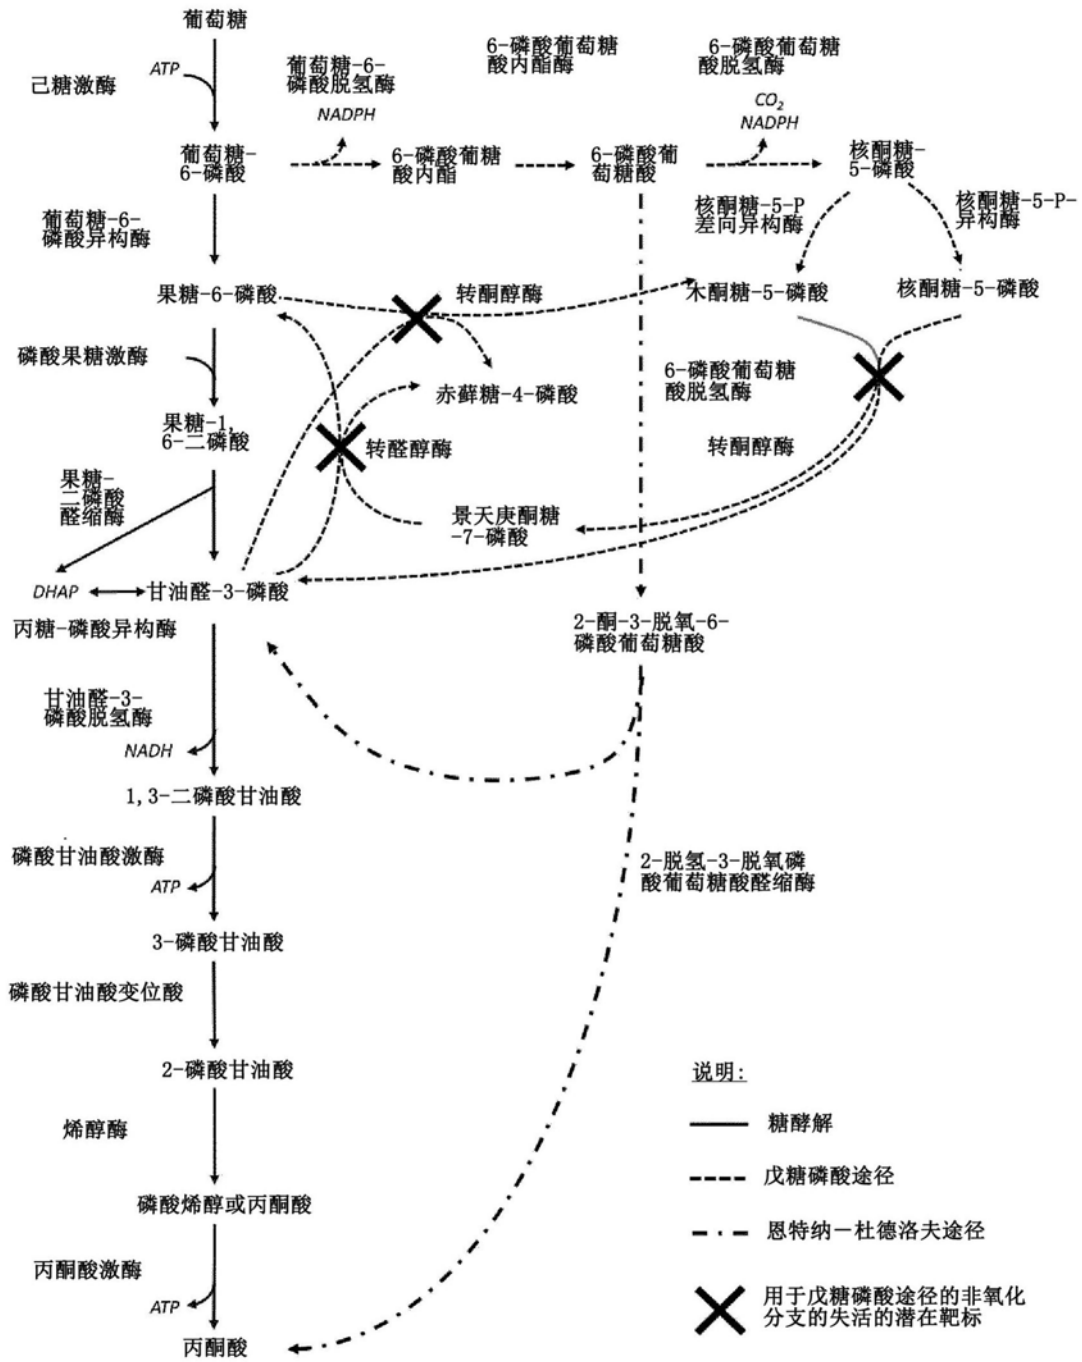 葡萄糖
ATP
己糖激酶
葡萄糖-6-
磷酸脱氢酶
NADPH
6-磷酸葡萄糖
酸内酯酶
6-磷酸葡萄糖
酸脱氢酶
CO₂
NADPH
葡萄糖-
6-磷酸
6-磷酸葡糖
酸内酯
6-磷酸葡
萄糖酸
核酮糖-
5-磷酸
葡萄糖-6-
磷酸异构酶
核酮糖-5-P
差向异构酶
核酮糖-5-P-
异构酶
果糖-6-磷酸
转酮醇酶
木酮糖-5-磷酸
核酮糖-5-磷酸
磷酸果糖激酶
赤藓糖-4-磷酸
6-磷酸葡萄糖
酸脱氢酶
果糖-1,
6-二磷酸
转醛醇酶
转酮醇酶
果糖-
二磷酸
醛缩酶
景天庚酮糖
-7-磷酸
DHAP
甘油醛-3-磷酸
丙糖-磷酸异构酶
2-酮-3-脱氧-6-
磷酸葡萄糖酸
甘油醛-3-
磷酸脱氢酶
NADH
1,3-二磷酸甘油酸
磷酸甘油酸激酶
ATP
2-脱氢-3-脱氧磷
酸葡萄糖酸醛缩酶
3-磷酸甘油酸
磷酸甘油酸变位酸
2-磷酸甘油酸
说明:
烯醇酶
糖酵解
戊糖磷酸途径
磷酸烯醇或丙酮酸
恩特纳－杜德洛夫途径
丙酮酸激酶
ATP
用于戊糖磷酸途径的非氧化
分支的失活的潜在靶标
丙酮酸